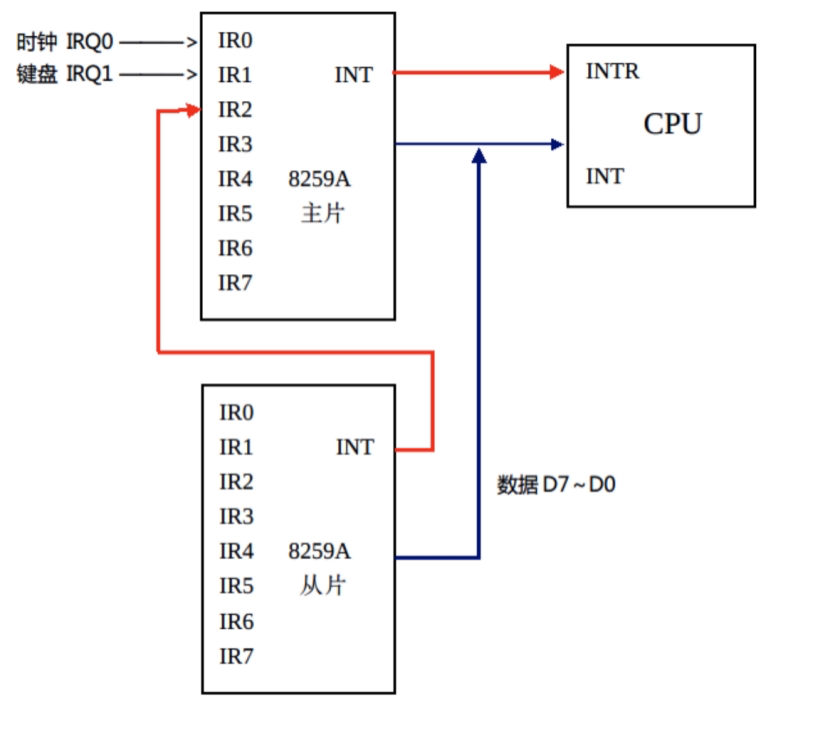 时钟 IRQ0
键盘 IRQ1
IR0
IR1 INT
IR2
IR3
IR4 8259A
IR5 主片
IR6
IR7
INTR
CPU
INT
IR0
IR1 INT
IR2
IR3
IR4 8259A
IR5 从片
IR6
IR7
数据 D7~D0